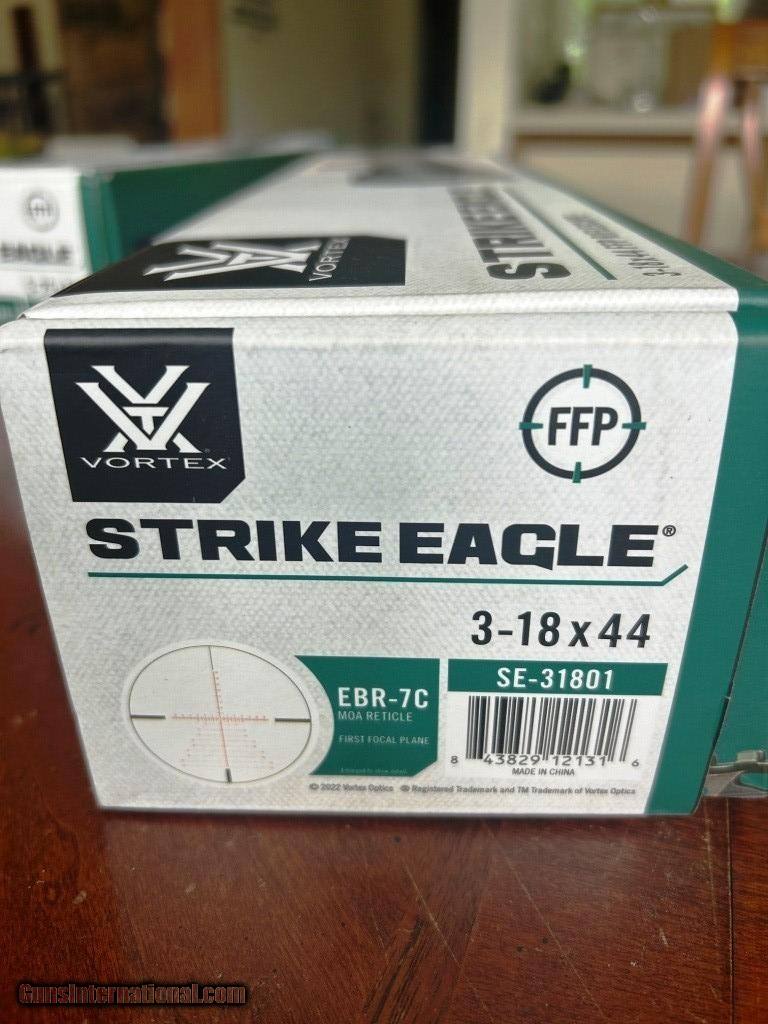 EAGLE
VORTEX
STRIKE
VORTEX
FFP
STRIKE EAGLE®
3-18x44
EBR-7C
MOA RETICLE
FIRST FOCAL PLANE
SE-31801
8 43829 12131 6
MADE IN CHINA
© 2022 Vortex Optics ® Registered Trademark and TM Trademark of Vortex Optics
GunsInternational.com